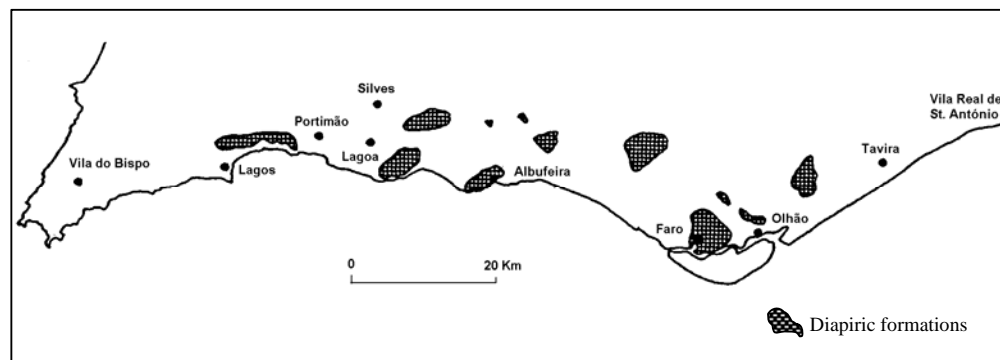 Silves
Portimão
Lagoa
Vila do Bispo
Lagos
Albufeira
Vila Real de
St. António
Tavira
Faro
Olhão
0
20 Km
Diapiric formations